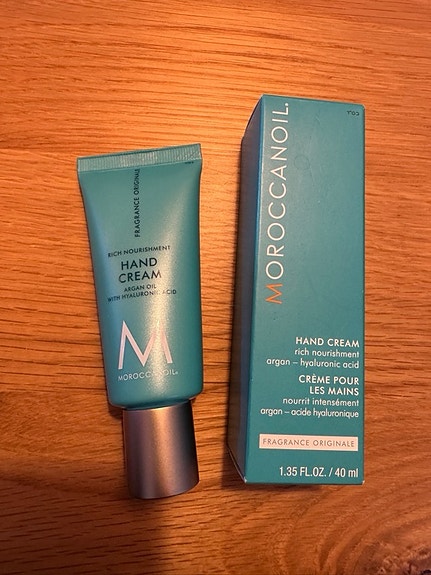 FRAGRANCE ORIGINALE
RICH NOURISHMENT
HAND
CREAM
ARGAN OIL
WITH HYALURONIC ACID
M
MOROCCANOIL®
MOROCCANOIL®
HAND CREAM
rich nourishment
argan – hyaluronic acid
CRÈME POUR
LES MAINS
nourrit intensément
argan – acide hyaluronique
FRAGRANCE ORIGINALE
1.35 FL.OZ. / 40 ml